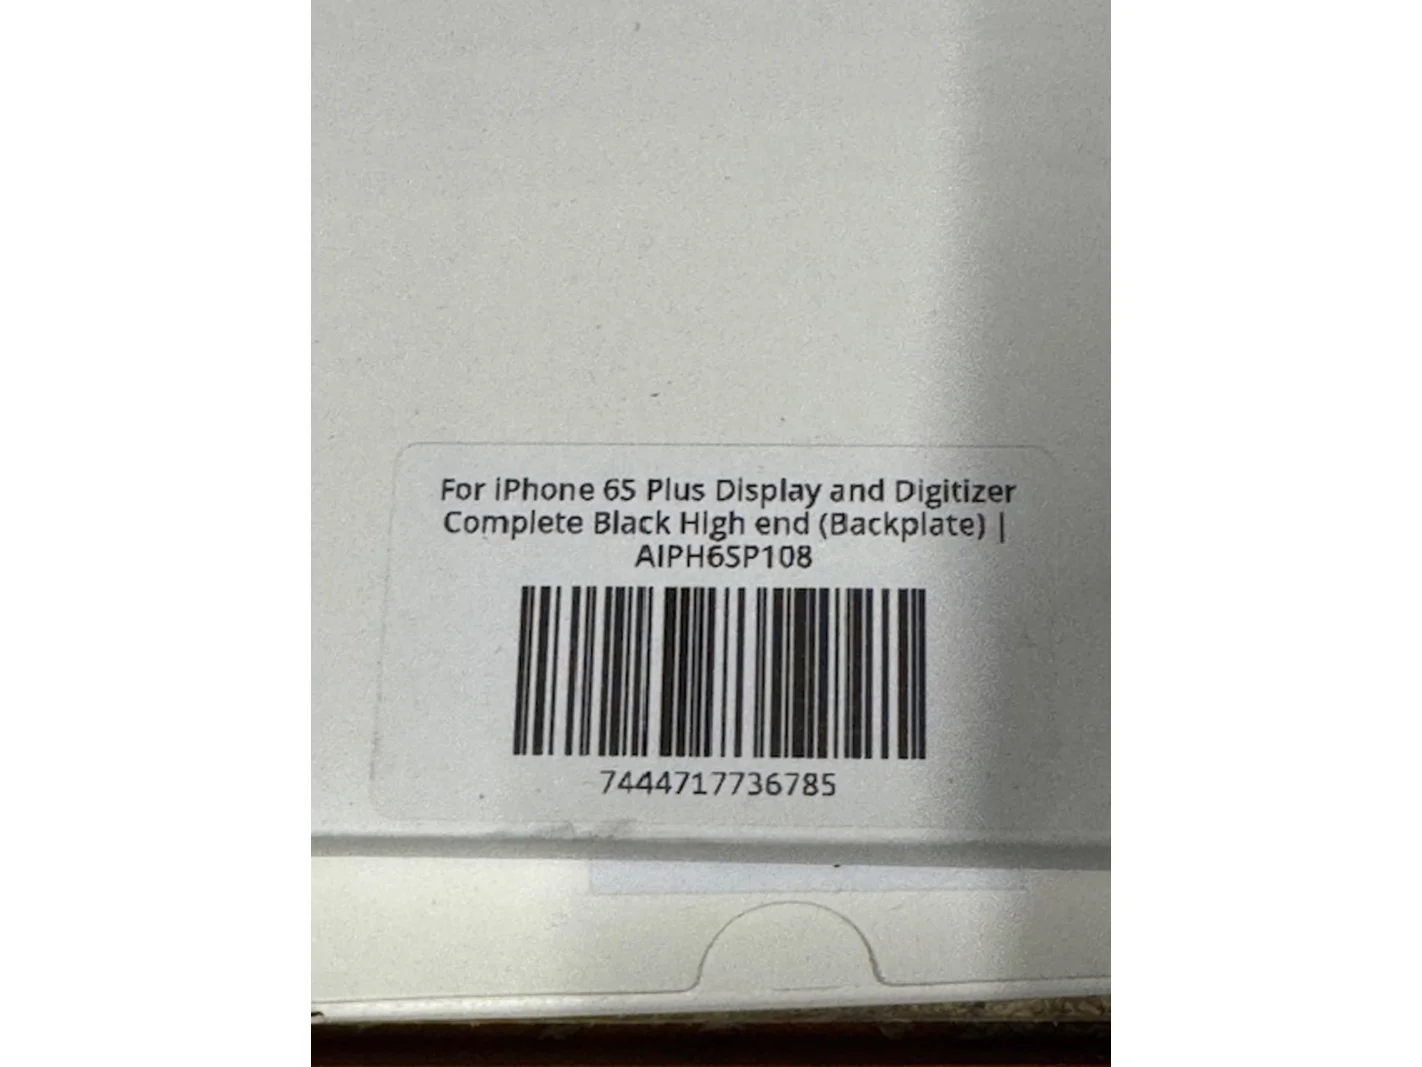 For iPhone 6S Plus Display and Digitizer
Complete Black High end (Backplate) |
AIPH6SP108
7444717736785